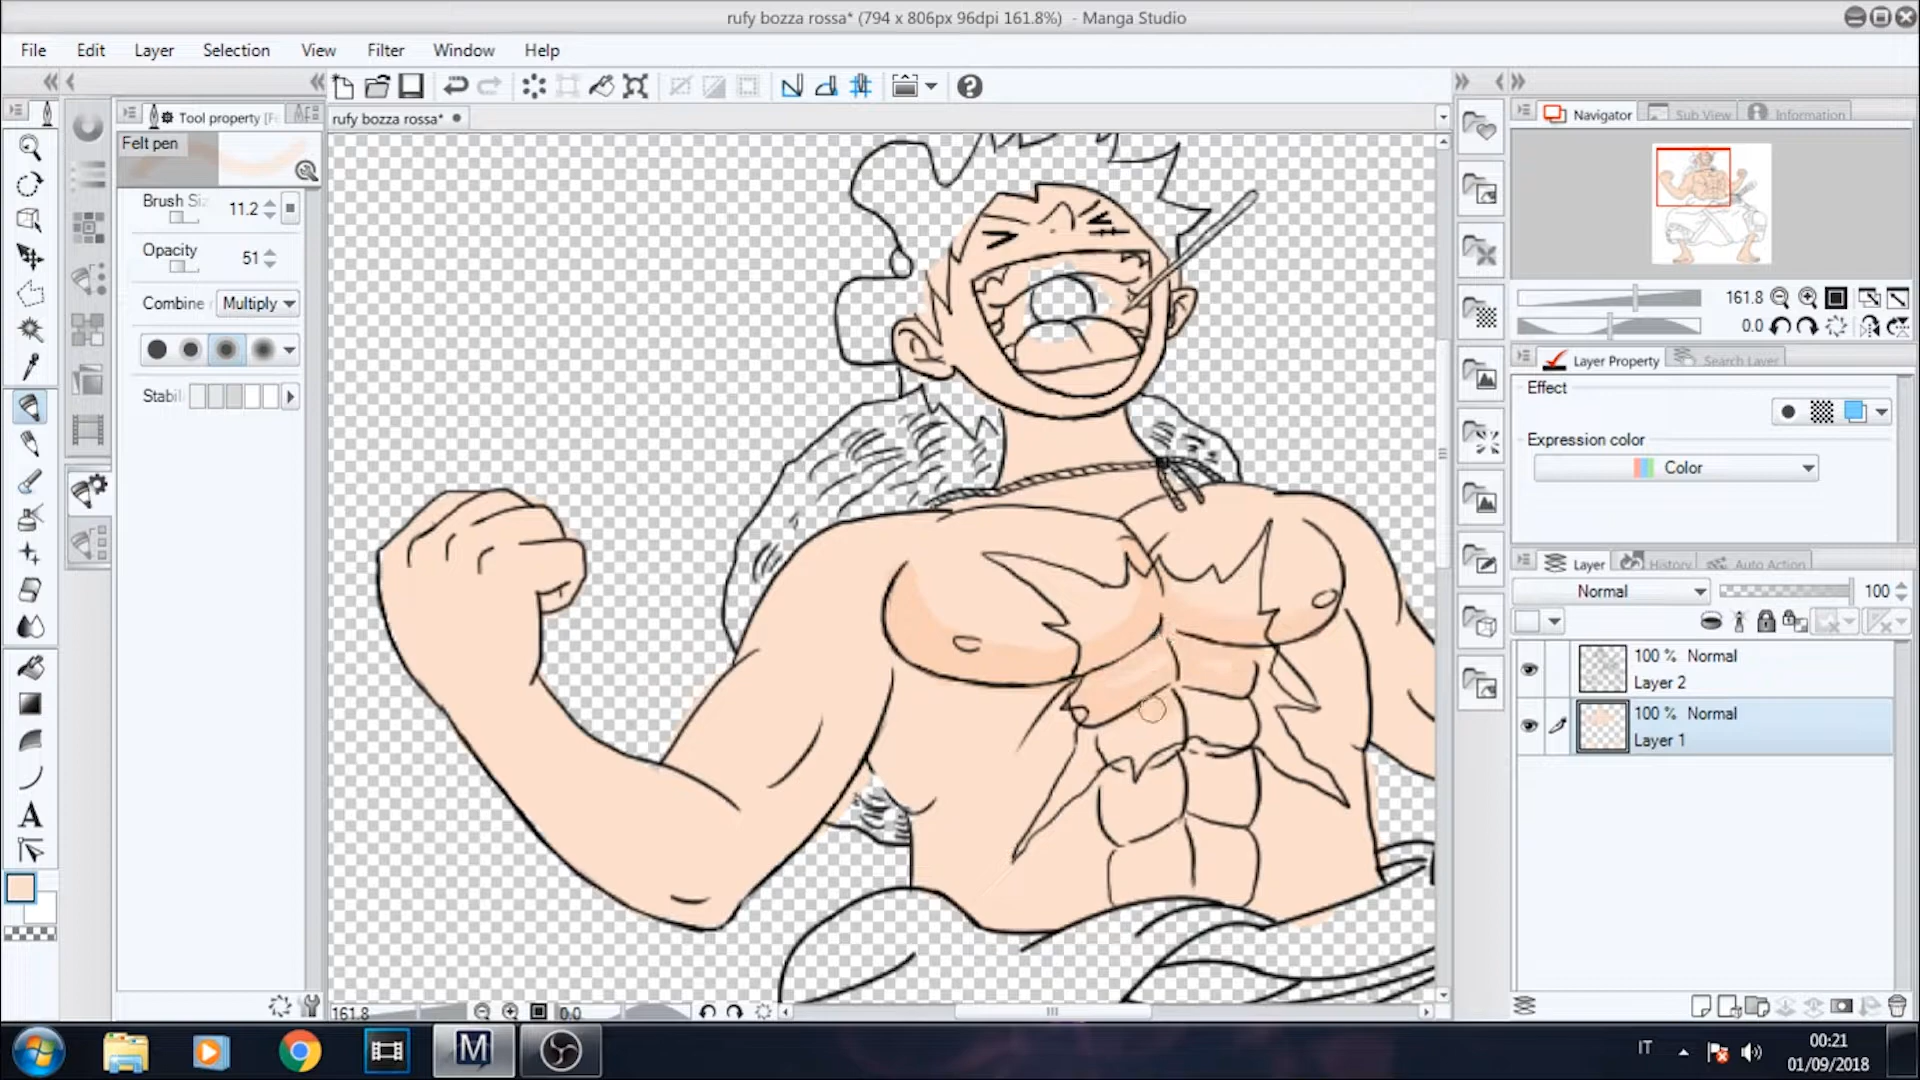 rufy bozza rossa* (794 x 806px 96dpi 161.8%) - Manga Studio
File Edit Layer Selection View Filter Window Help
Tool property [F
rufy bozza rossa*
Navigator Sub View Information
Felt pen
Brush Siz 11.2
Opacity 51
Combine Multiply
Stabil
161.8
0.0
Layer Property Search Layer
Effect
Expression color
Color
Layer History Auto Action
Normal 100
100 % Normal
Layer 2
100 % Normal
Layer 1
A
161.8 0.0
M
IT
00:21
01/09/2018